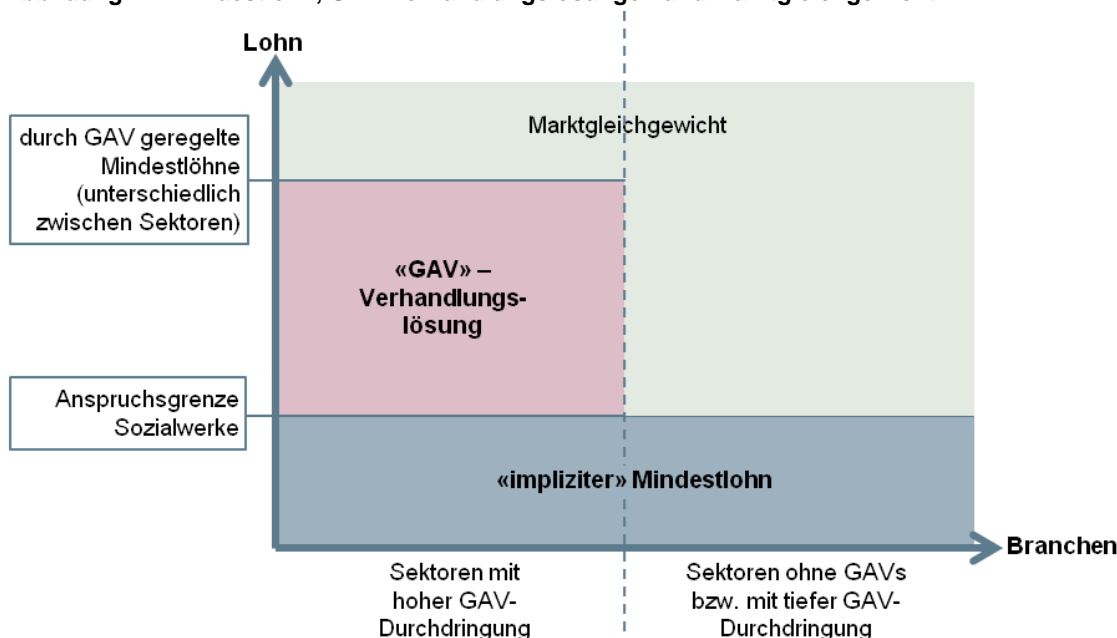 Lohn
durch GAV geregelte
Mindestlöhne
(unterschiedlich
zwischen Sektoren)
Marktgleichgewicht
«GAV» –
Verhandlungs-
lösung
Anspruchsgrenze
Sozialwerke
«impliziter» Mindestlohn
Branchen
Sektoren mit
hoher GAV-
Durchdringung
Sektoren ohne GAVs
bzw. mit tiefer GAV-
Durchdringung